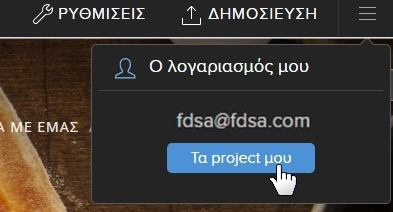 ΡΥΘΜΙΣΕΙΣ ΔΗΜΟΣΙΕΥΣΗ
Ο λογαριασμός μου
fdsa@fdsa.com
Α ΜΕ ΕΜΑΣ
Τα project μου